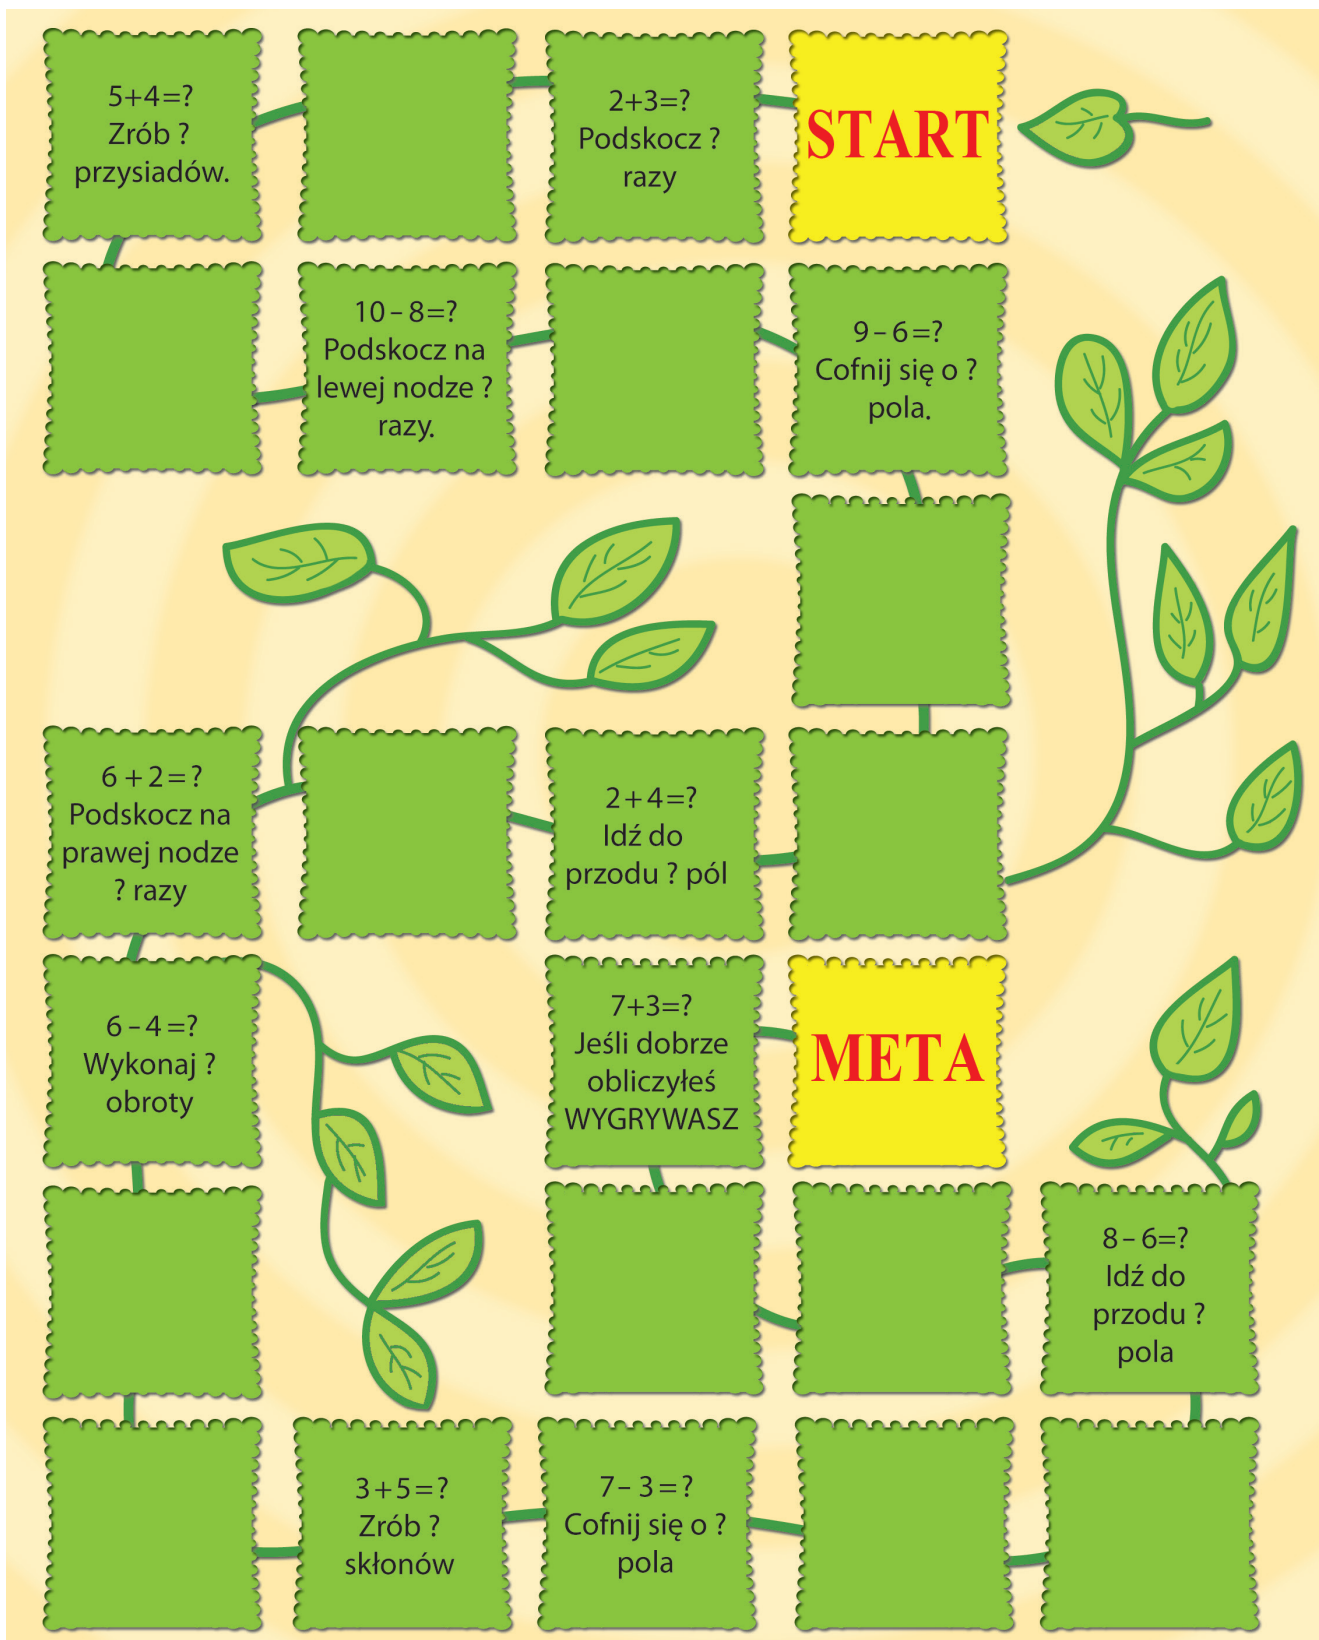 5+4=?
Zrób ?
przysiadów.
2+3=?
Podskocz ?
razy
START
10 – 8=?
Podskocz na
lewej nodze ?
razy.
9 – 6=?
Cofnij się o ?
pola.
6 + 2=?
Podskocz na
prawej nodze
? razy
2+4=?
Idź do
przodu ? pól
6 – 4=?
Wykonaj ?
obroty
7+3=?
Jeśli dobrze
obliczyłeś
WYGRYWASZ
META
8 – 6=?
Idź do
przodu ?
pola
3+5=?
Zrób ?
skłonów
7 – 3=?
Cofnij się o ?
pola